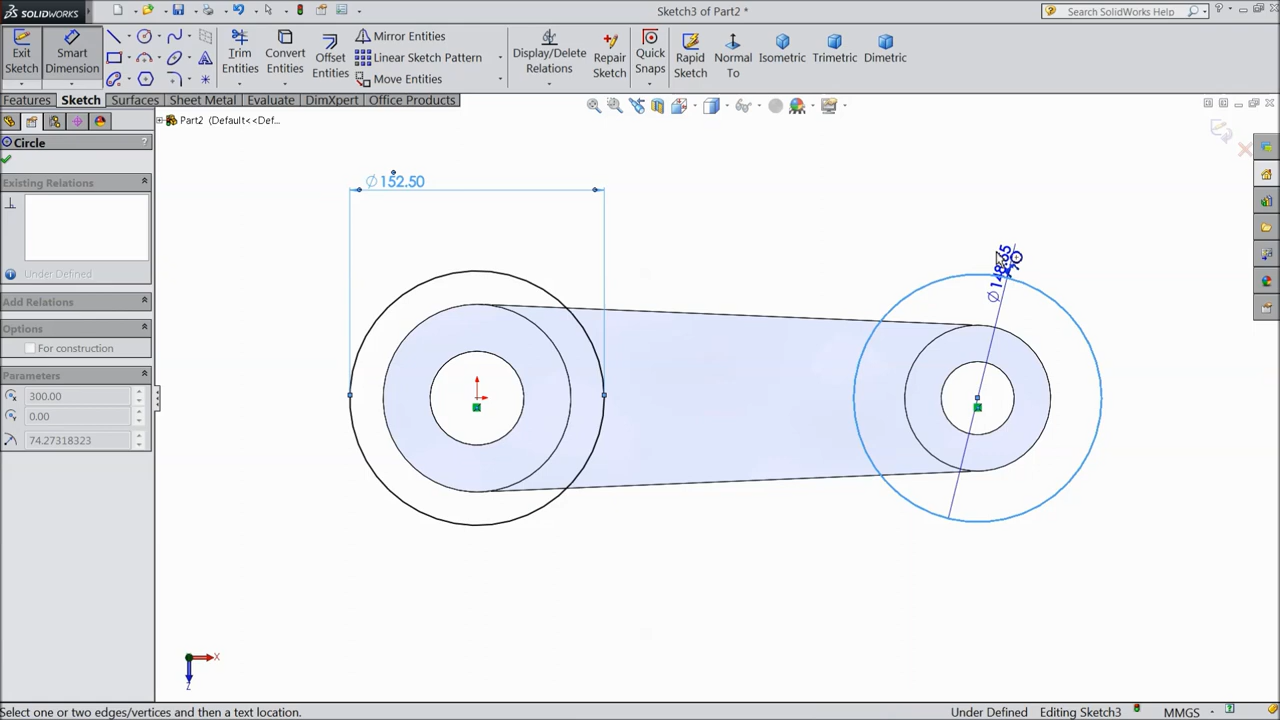 SOLIDWORKS
Sketch3 of Part2 *
Search SolidWorks Help
Exit Sketch
Smart Dimension
Trim Entities
Convert Entities
Offset Entities
Mirror Entities
Linear Sketch Pattern
Move Entities
Display/Delete Relations
Repair Sketch
Quick Snaps
Rapid Sketch
Normal To
Isometric
Trimetric
Dimetric
Features
Sketch
Surfaces
Sheet Metal
Evaluate
DimXpert
Office Products
Part2 (Default<<Def...
Circle
?
Existing Relations
Under Defined
Add Relations
Options
For construction
Parameters
300.00
0.00
74.27318323
∅152.50
X
Z
Select one or two edges/vertices and then a text location.
Under Defined
Editing Sketch3
MMGS